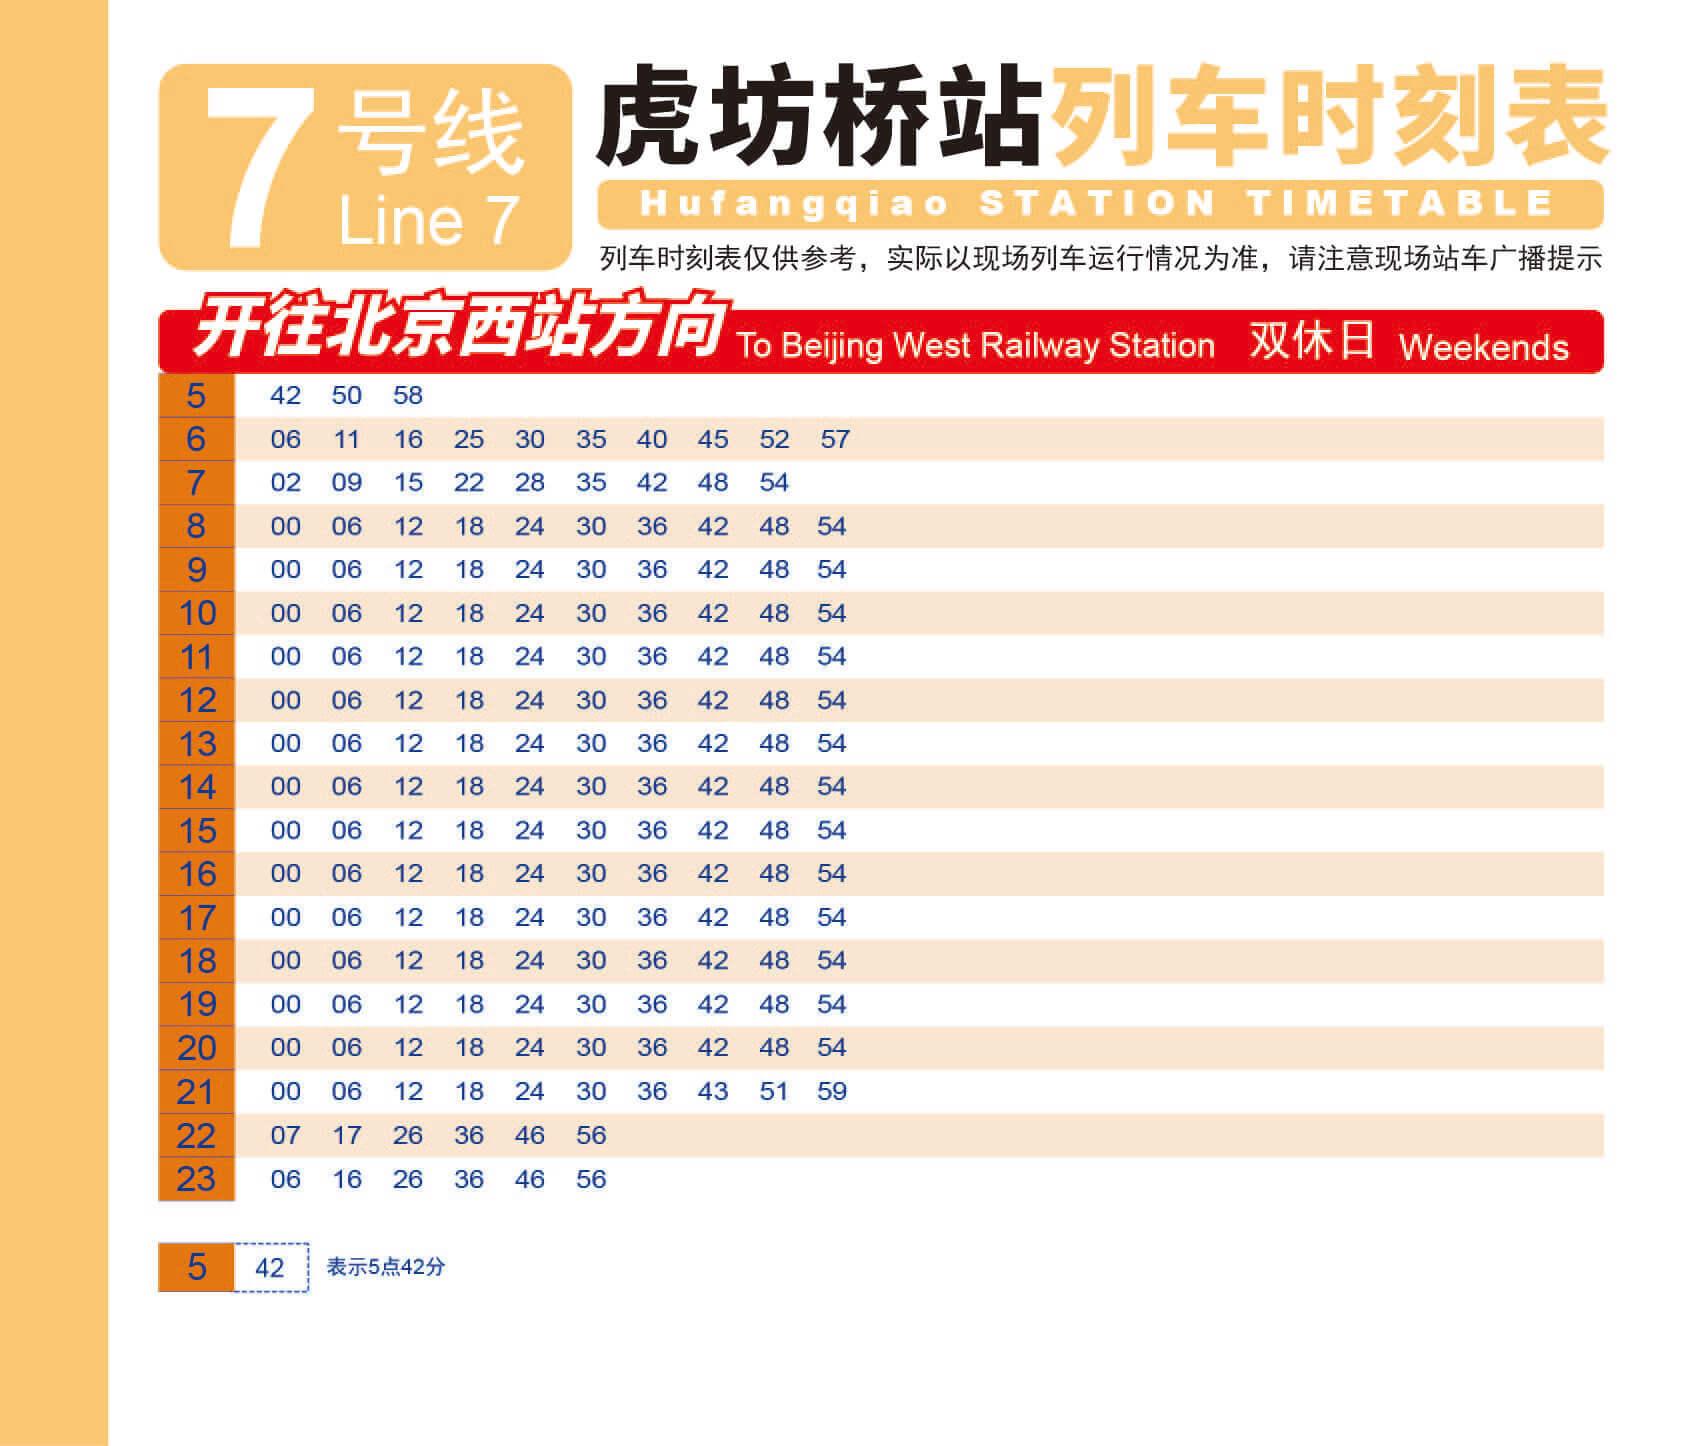 7号线
Line 7
虎坊桥站列车时刻表
Hufangqiao STATION TIMETABLE
列车时刻表仅供参考，实际以现场列车运行情况为准，请注意现场站车广播提示
开往北京西站方向 To Beijing West Railway Station 双休日 Weekends
5 42 50 58
6 06 11 16 25 30 35 40 45 52 57
7 02 09 15 22 28 35 42 48 54
8 00 06 12 18 24 30 36 42 48 54
9 00 06 12 18 24 30 36 42 48 54
10 00 06 12 18 24 30 36 42 48 54
11 00 06 12 18 24 30 36 42 48 54
12 00 06 12 18 24 30 36 42 48 54
13 00 06 12 18 24 30 36 42 48 54
14 00 06 12 18 24 30 36 42 48 54
15 00 06 12 18 24 30 36 42 48 54
16 00 06 12 18 24 30 36 42 48 54
17 00 06 12 18 24 30 36 42 48 54
18 00 06 12 18 24 30 36 42 48 54
19 00 06 12 18 24 30 36 42 48 54
20 00 06 12 18 24 30 36 42 48 54
21 00 06 12 18 24 30 36 43 51 59
22 07 17 26 36 46 56
23 06 16 26 36 46 56
5 42 表示5点42分